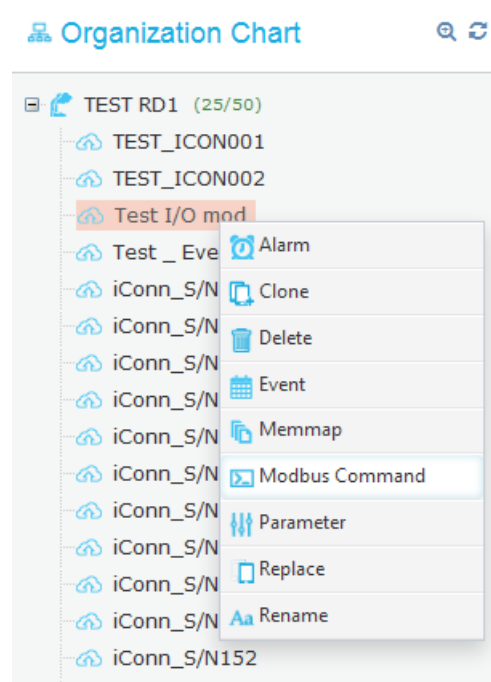 Organization Chart
TEST RD1 (25/50)
TEST_ICON001
TEST_ICON002
Test I/O mod
Test _ Eve
iConn_S/N
iConn_S/N
iConn_S/N
iConn_S/N
iConn_S/N
iConn_S/N
iConn_S/N
iConn_S/N
iConn_S/N
iConn_S/N
iConn_S/N152
Alarm
Clone
Delete
Event
Memmap
Modbus Command
Parameter
Replace
Aa Rename